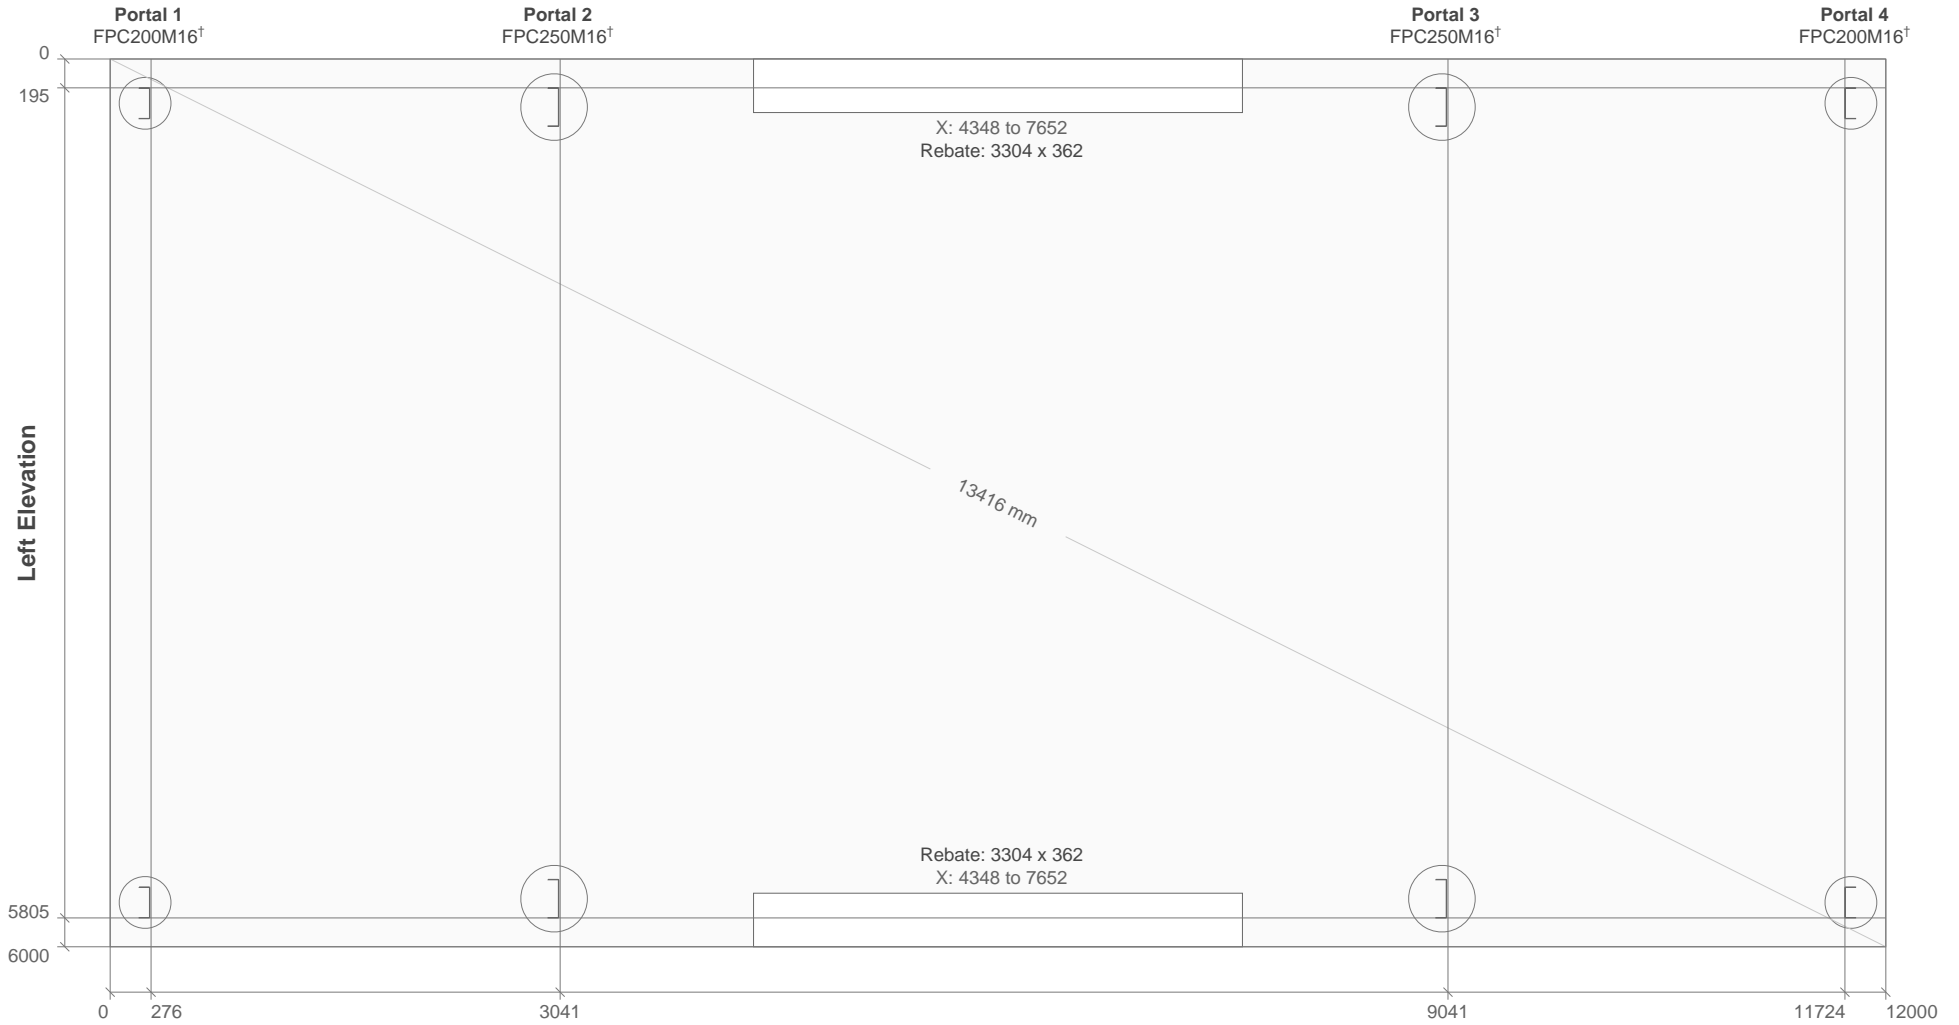 Portal 1
FPC200M16†
Portal 2
FPC250M16†
Portal 3
FPC250M16†
Portal 4
FPC200M16†
0
195
X: 4348 to 7652
Rebate: 3304 x 362
Left Elevation
13416 mm
Rebate: 3304 x 362
X: 4348 to 7652
5805
6000
0
276
3041
9041
11724
12000